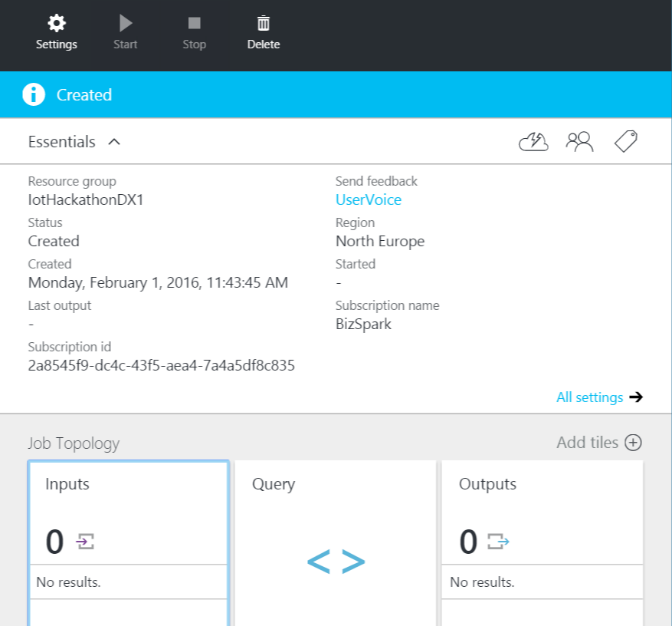 Settings
Start
Stop
Delete
Created
Essentials
Resource group
IotHackathonDX1
Status
Created
Created
Monday, February 1, 2016, 11:43:45 AM
Last output
-
Subscription id
2a8545f9-dc4c-43f5-aea4-7a4a5df8c835
Send feedback
UserVoice
Region
North Europe
Started
-
Subscription name
BizSpark
All settings
Job Topology
Add tiles
Inputs
0
No results.
Query
< >
Outputs
0
No results.